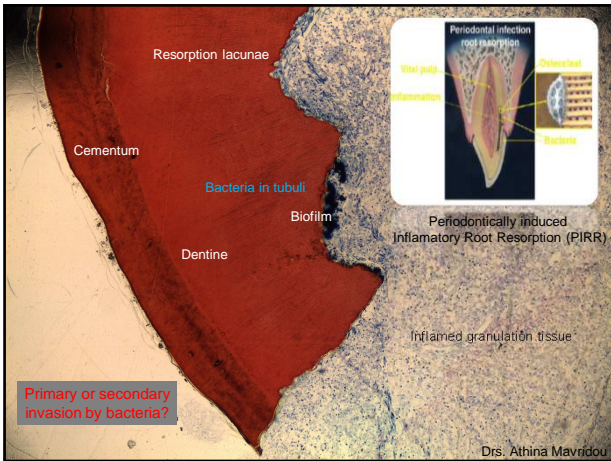 Resorption lacunae
Periodontal infection
root resorption
Vital pulp
Osteoclast
Inflammation
Bacteria
Cementum
Bacteria in tubuli
Biofilm
Periodontically induced
Inflamatory Root Resorption (PIRR)
Dentine
Inflamed granulation tissue
Primary or secondary
invasion by bacteria?
Drs. Athina Mavridou